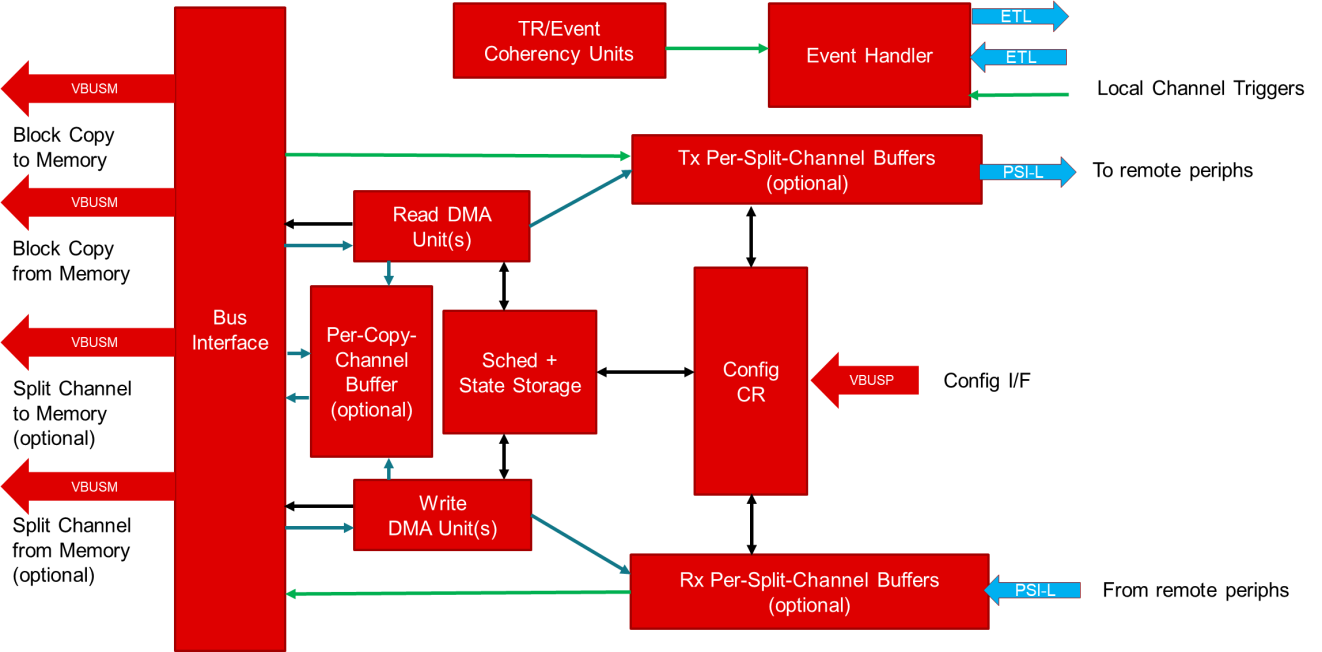 TR/Event
Coherency Units
Event Handler
ETL
ETL
Local Channel Triggers
VBUSM
Block Copy
to Memory
VBUSM
Block Copy
from Memory
VBUSM
Split Channel
to Memory
(optional)
VBUSM
Split Channel
from Memory
(optional)
Bus
Interface
Tx Per-Split-Channel Buffers
(optional)
PSI-L
To remote periphs
Read DMA
Unit(s)
Per-Copy-
Channel
Buffer
(optional)
Sched +
State Storage
Config
CR
VBUSP
Config I/F
Write
DMA Unit(s)
Rx Per-Split-Channel Buffers
(optional)
PSI-L
From remote periphs